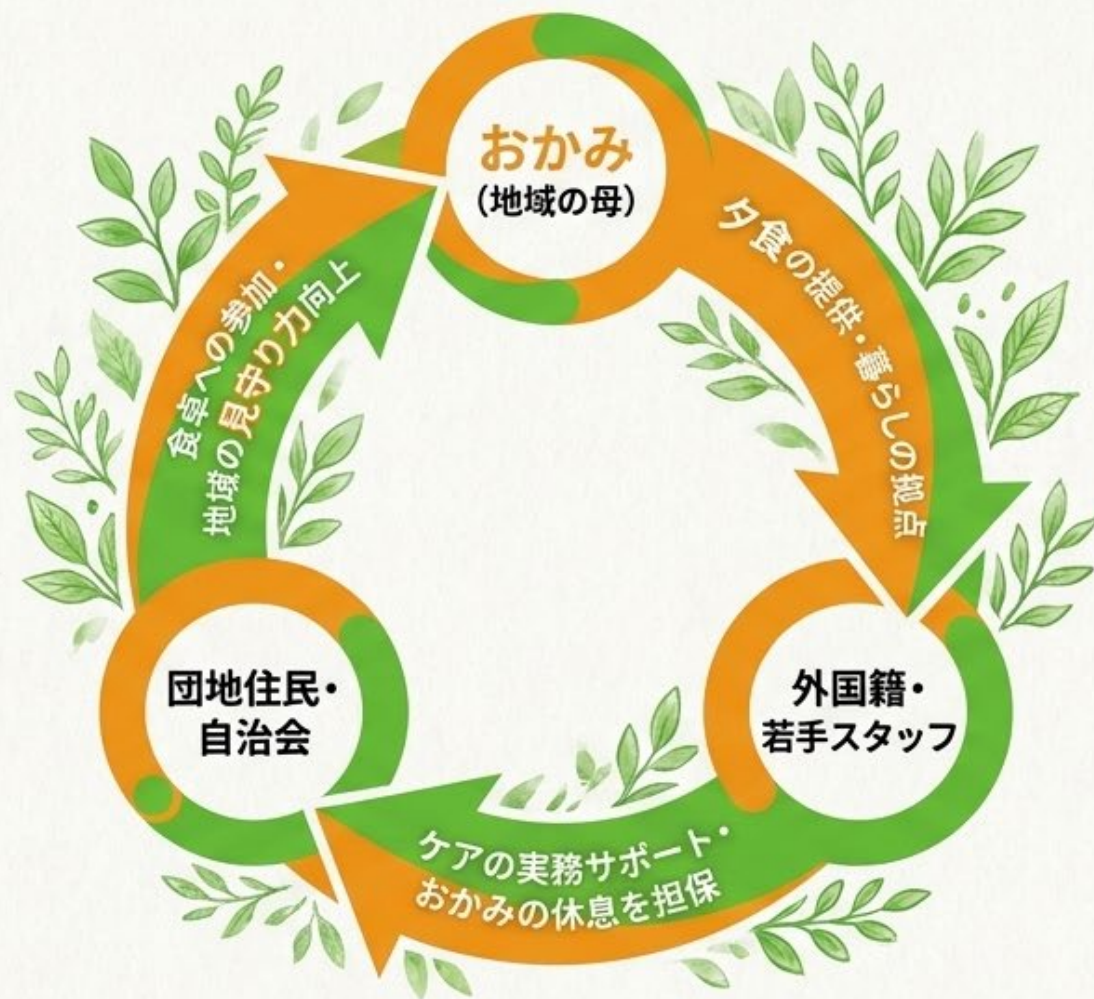 おかみ
(地域の母)
夕食の提供・暮らしの拠点
外国籍・
若手スタッフ
ケアの実務サポート・
おかみの休息を担保
団地住民・
自治会
食卓への参加・
地域の見守り力向上